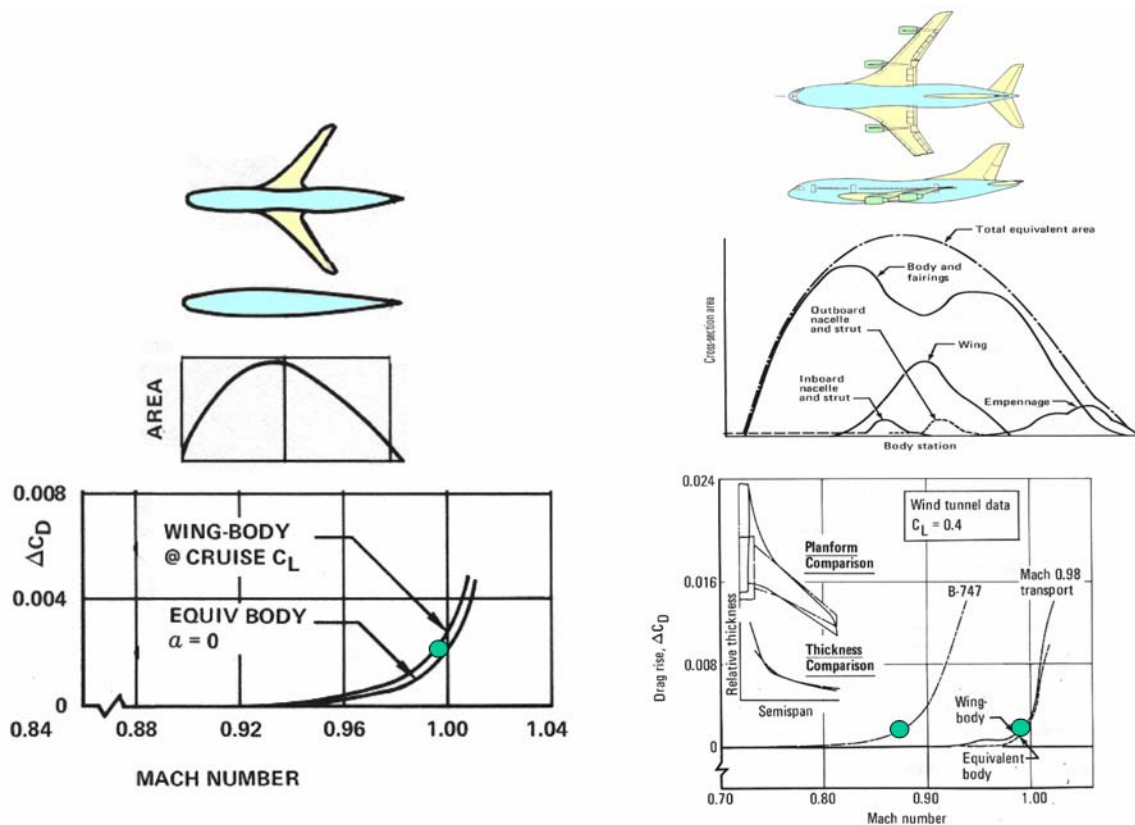 AREA
0.008
ΔC_D
0.004
0
WING-BODY
@ CRUISE C_L
EQUIV BODY
α = 0
0.84
0.88
0.92
0.96
1.00
1.04
MACH NUMBER
Total equivalent area
Body and
fairings
Outboard
nacelle
and strut
Wing
Inboard
nacelle
and strut
Empennage
Cross-section area
Body station
0.024
0.016
0.008
0
Drag rise, ΔC_D
Wind tunnel data
C_L = 0.4
Planform
Comparison
B-747
Mach 0.98
transport
Relative thickness
Thickness
Comparison
Semispan
Wing-
body
Equivalent
body
0.70
0.80
0.90
1.00
Mach number